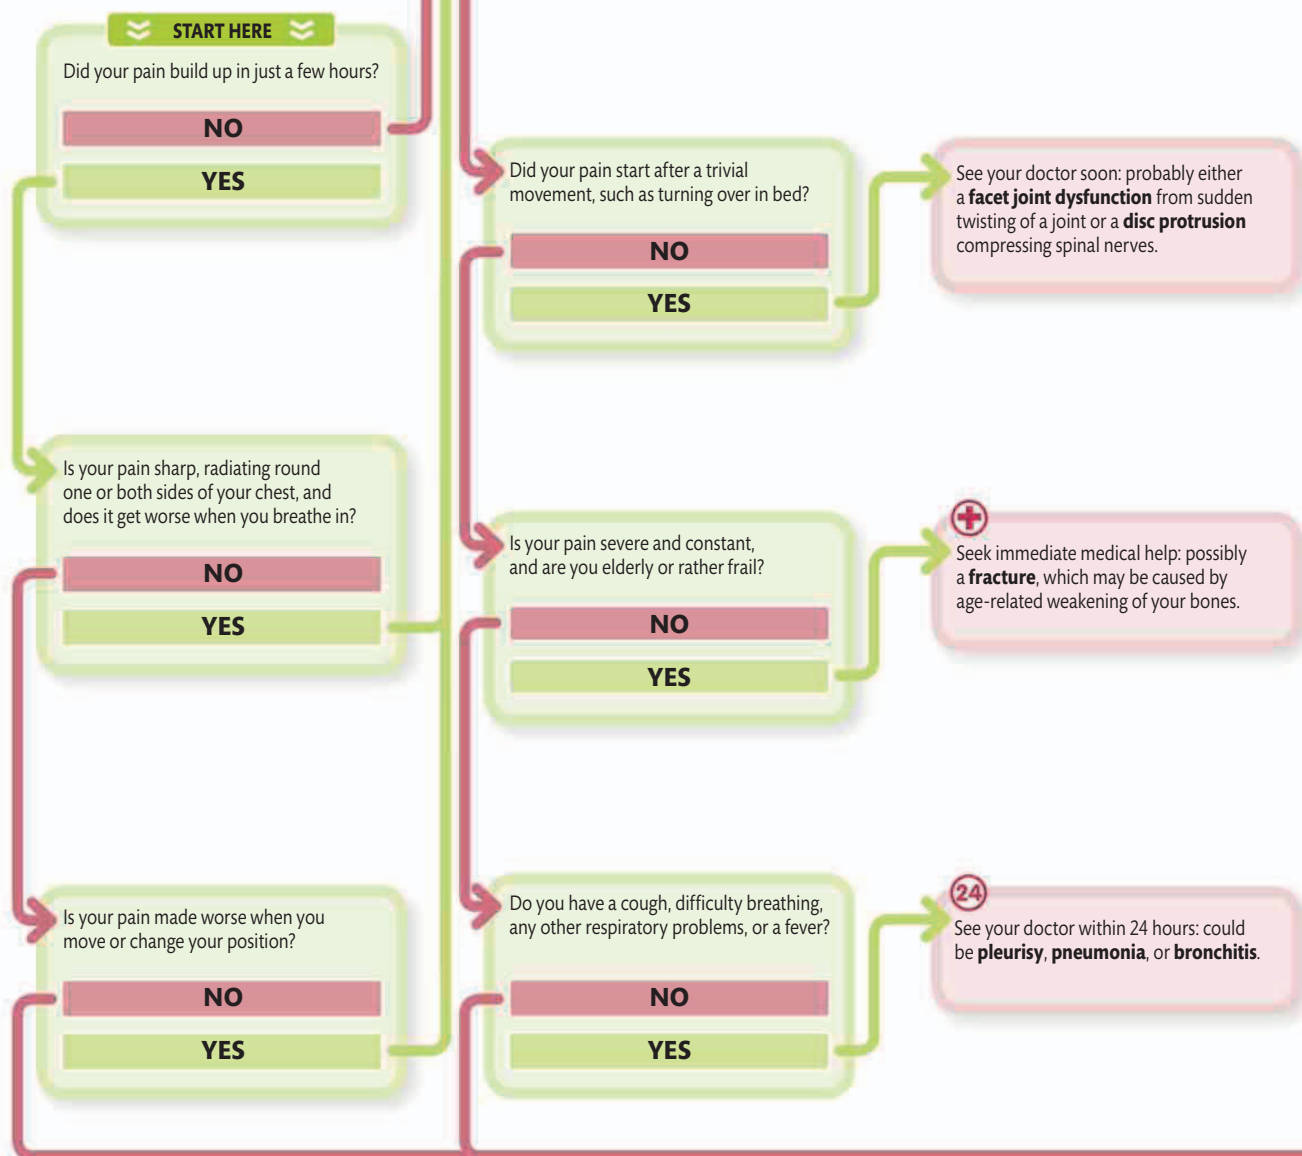 START HERE
Did your pain build up in just a few hours?
NO
YES
Is your pain sharp, radiating round
one or both sides of your chest, and
does it get worse when you breathe in?
NO
YES
Is your pain made worse when you
move or change your position?
NO
YES
Did your pain start after a trivial
movement, such as turning over in bed?
NO
YES
Is your pain severe and constant,
and are you elderly or rather frail?
NO
YES
Do you have a cough, difficulty breathing,
any other respiratory problems, or a fever?
NO
YES
See your doctor soon: probably either
a facet joint dysfunction from sudden
twisting of a joint or a disc protrusion
compressing spinal nerves.
Seek immediate medical help: possibly
a fracture, which may be caused by
age-related weakening of your bones.
24
See your doctor within 24 hours: could
be pleurisy, pneumonia, or bronchitis.